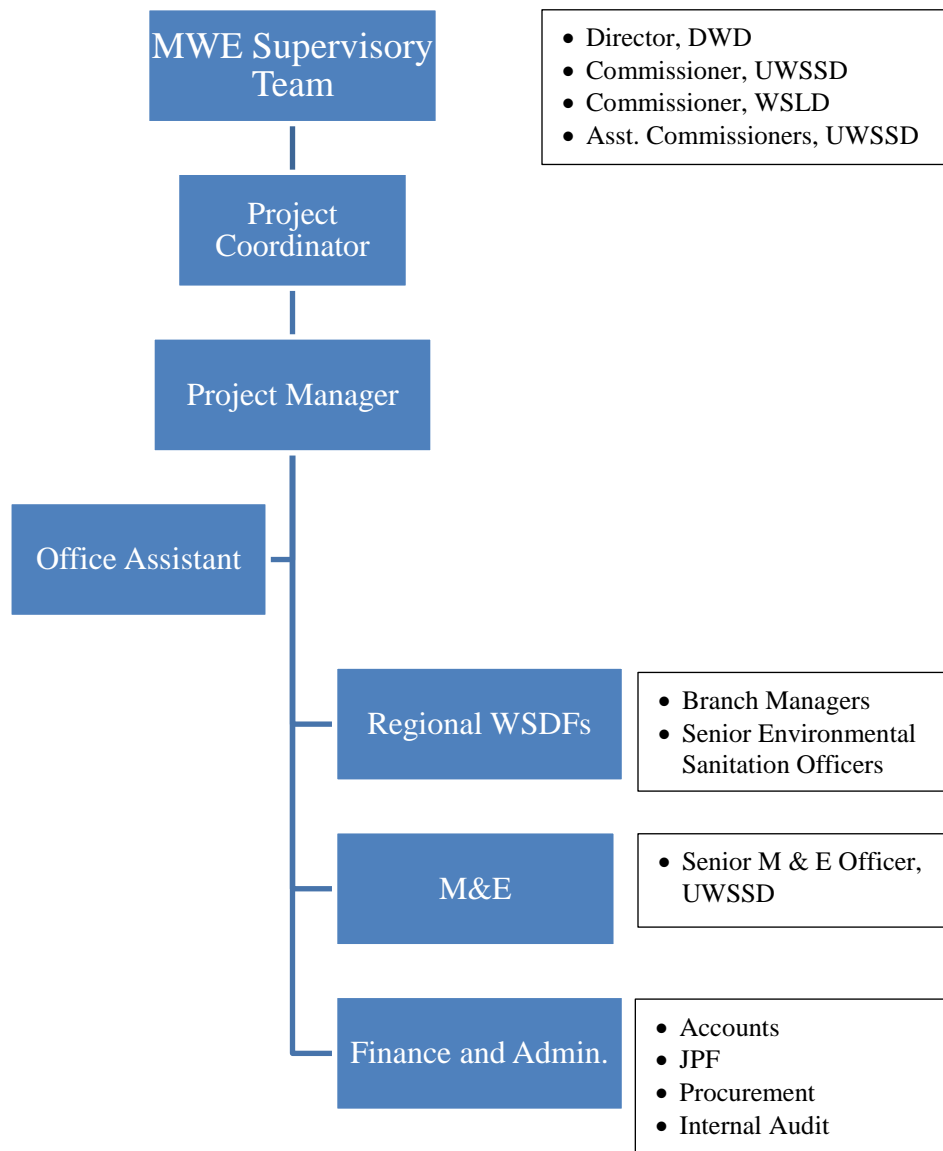 MWE Supervisory
Team
• Director, DWD
• Commissioner, UWSSD
• Commissioner, WSLD
• Asst. Commissioners, UWSSD
Project
Coordinator
Project Manager
Office Assistant
Regional WSDFs
• Branch Managers
• Senior Environmental
Sanitation Officers
M&E
• Senior M & E Officer,
UWSSD
Finance and Admin.
• Accounts
• JPF
• Procurement
• Internal Audit